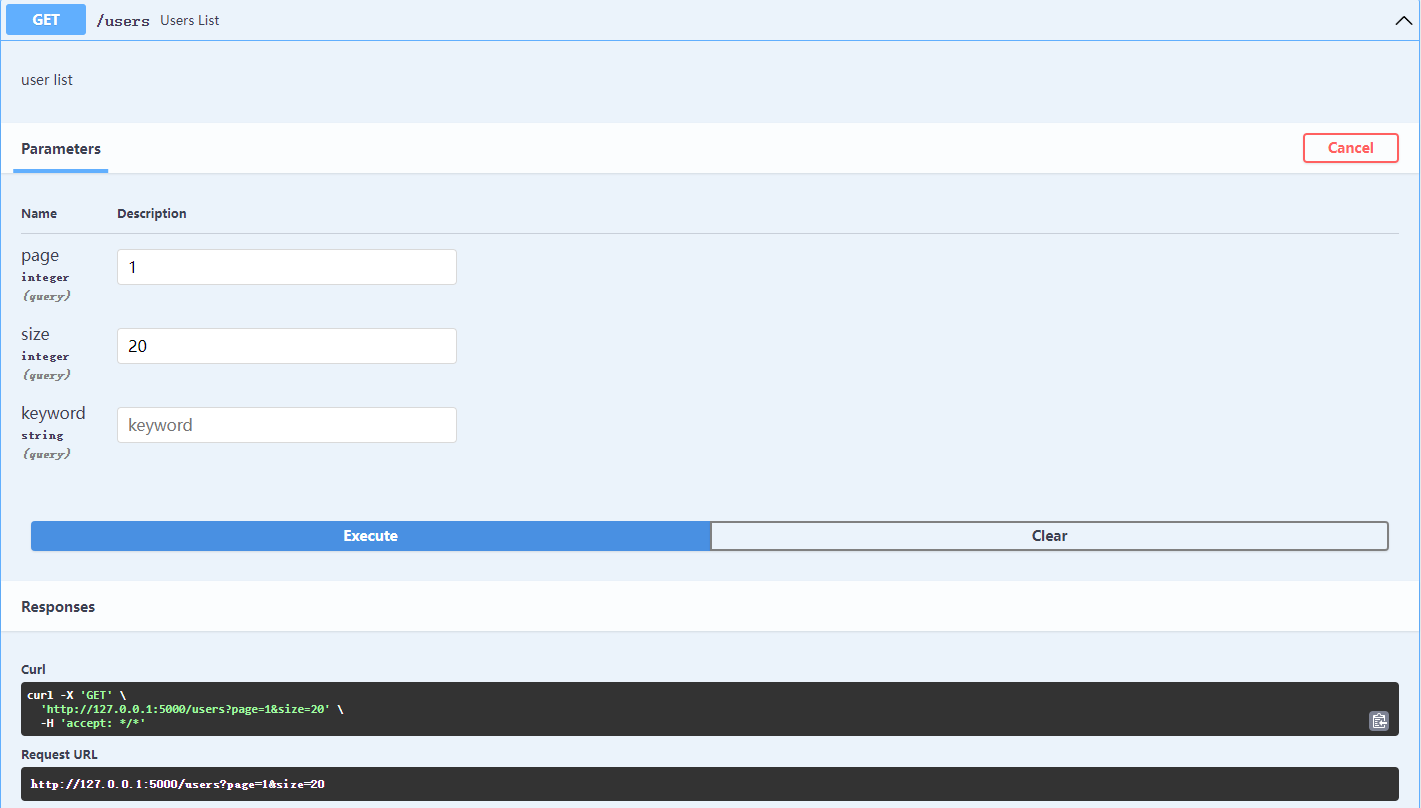 GET /users Users List
user list
Parameters
Cancel
Name Description
page
integer
(query)
1
size
integer
(query)
20
keyword
string
(query)
keyword
Execute
Clear
Responses
Curl
curl -X 'GET' \
'http://127.0.0.1:5000/users?page=1&size=20' \
-H 'accept: */*'
Request URL
http://127.0.0.1:5000/users?page=1&size=20